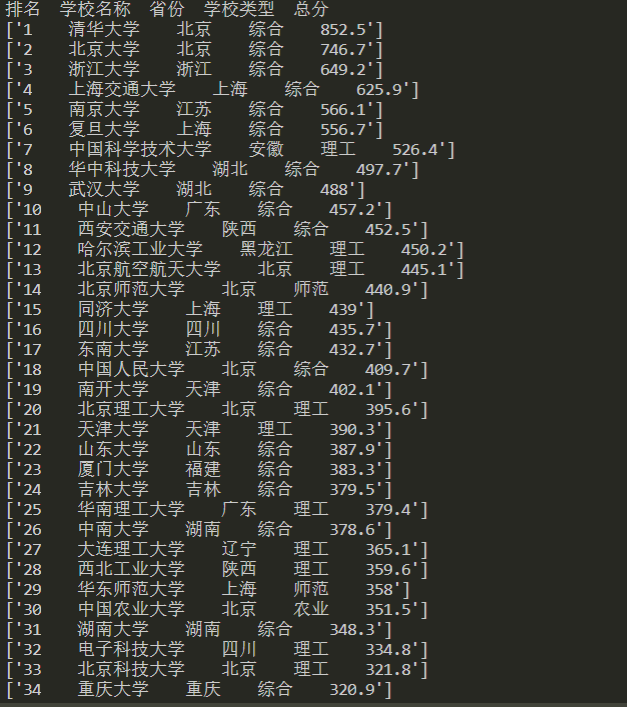 排名  学校名称  省份  学校类型  总分
['1    清华大学    北京    综合    852.5']
['2    北京大学    北京    综合    746.7']
['3    浙江大学    浙江    综合    649.2']
['4    上海交通大学    上海    综合    625.9']
['5    南京大学    江苏    综合    566.1']
['6    复旦大学    上海    综合    556.7']
['7    中国科学技术大学    安徽    理工    526.4']
['8    华中科技大学    湖北    综合    497.7']
['9    武汉大学    湖北    综合    488']
['10    中山大学    广东    综合    457.2']
['11    西安交通大学    陕西    综合    452.5']
['12    哈尔滨工业大学    黑龙江    理工    450.2']
['13    北京航空航天大学    北京    理工    445.1']
['14    北京师范大学    北京    师范    440.9']
['15    同济大学    上海    理工    439']
['16    四川大学    四川    综合    435.7']
['17    东南大学    江苏    综合    432.7']
['18    中国人民大学    北京    综合    409.7']
['19    南开大学    天津    综合    402.1']
['20    北京理工大学    北京    理工    395.6']
['21    天津大学    天津    理工    390.3']
['22    山东大学    山东    综合    387.9']
['23    厦门大学    福建    综合    383.3']
['24    吉林大学    吉林    综合    379.5']
['25    华南理工大学    广东    理工    379.4']
['26    中南大学    湖南    综合    378.6']
['27    大连理工大学    辽宁    理工    365.1']
['28    西北工业大学    陕西    理工    359.6']
['29    华东师范大学    上海    师范    358']
['30    中国农业大学    北京    农业    351.5']
['31    湖南大学    湖南    综合    348.3']
['32    电子科技大学    四川    理工    334.8']
['33    北京科技大学    北京    理工    321.8']
['34    重庆大学    重庆    综合    320.9']